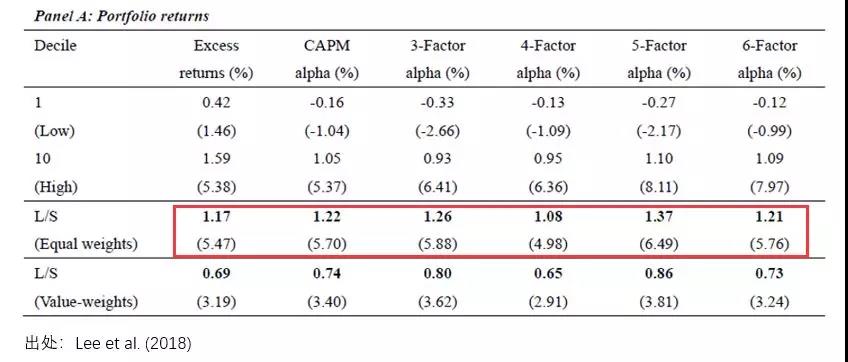 Panel A: Portfolio returns
Decile Excess CAPM 3-Factor 4-Factor 5-Factor 6-Factor
returns (%) alpha (%) alpha (%) alpha (%) alpha (%) alpha (%)
1 0.42 -0.16 -0.33 -0.13 -0.27 -0.12
(Low) (1.46) (-1.04) (-2.66) (-1.09) (-2.17) (-0.99)
10 1.59 1.05 0.93 0.95 1.10 1.09
(High) (5.38) (5.37) (6.41) (6.36) (8.11) (7.97)
L/S 1.17 1.22 1.26 1.08 1.37 1.21
(Equal weights) (5.47) (5.70) (5.88) (4.98) (6.49) (5.76)
L/S 0.69 0.74 0.80 0.65 0.86 0.73
(Value-weights) (3.19) (3.40) (3.62) (2.91) (3.81) (3.24)
出处：Lee et al. (2018)